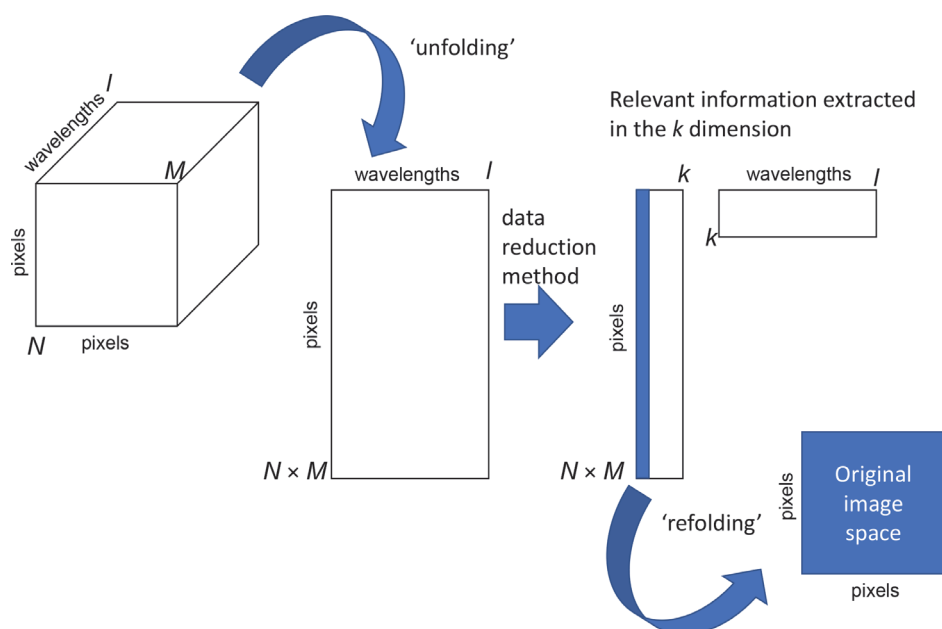 'unfolding'
l
wavelengths
M
pixels
N
pixels
wavelengths
l
pixels
N × M
data
reduction
method
Relevant information extracted
in the k dimension
k
pixels
N × M
wavelengths
l
k
'refolding'
pixels
Original
image
space
pixels